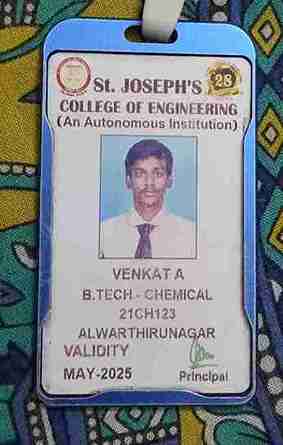 St. JOSEPH'S
28
COLLEGE OF ENGINEERING
(An Autonomous Institution)
VENKAT A
B.TECH.- CHEMICAL
21CH123
ALWARTHIRUNAGAR
VALIDITY
MAY-2025
Principal